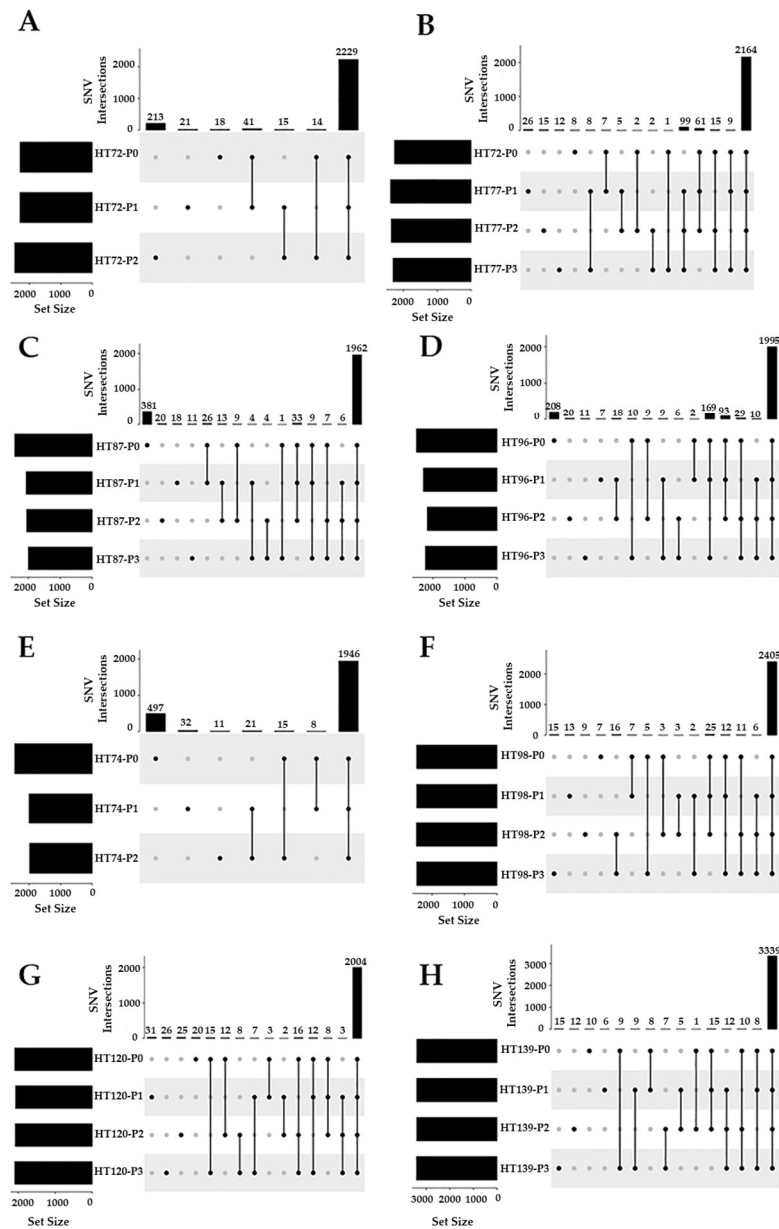 A
2229
2000
SNV
Intersections
1000
213 21 18 41 15 14
0
HT72-P0
HT72-P1
HT72-P2
2000 1000 0
Set Size
B
2164
2000
SNV
Intersections
1000
26 15 12 8 8 7 5 2 2 1 99 61 15 9
0
HT72-P0
HT77-P1
HT77-P2
HT77-P3
2000 1000 0
Set Size
C
1962
2000
SNV
Intersections
1000
381 20 18 11 26 13 9 4 4 1 33 9 7 6
0
HT87-P0
HT87-P1
HT87-P2
HT87-P3
2000 1000 0
Set Size
D
1995
2000
SNV
Intersections
1000
208 20 11 7 18 10 9 9 6 2 169 93 29 10
0
HT96-P0
HT96-P1
HT96-P2
HT96-P3
2000 1000 0
Set Size
E
1946
2000
SNV
Intersections
1000
497 32 11 21 15 8
0
HT74-P0
HT74-P1
HT74-P2
2000 1000 0
Set Size
F
2405
2000
SNV
Intersections
1000
15 13 9 7 16 7 5 3 3 2 25 12 11 6
0
HT98-P0
HT98-P1
HT98-P2
HT98-P3
2000 1000 0
Set Size
G
2004
2000
SNV
Intersections
1000
31 26 25 20 15 12 8 7 3 2 16 12 8 3
0
HT120-P0
HT120-P1
HT120-P2
HT120-P3
2000 1000 0
Set Size
H
3339
3000
SNV
Intersections
2000
1000
15 12 10 6 9 9 8 7 5 1 15 12 10 8
0
HT139-P0
HT139-P1
HT139-P2
HT139-P3
3000 2000 1000 0
Set Size